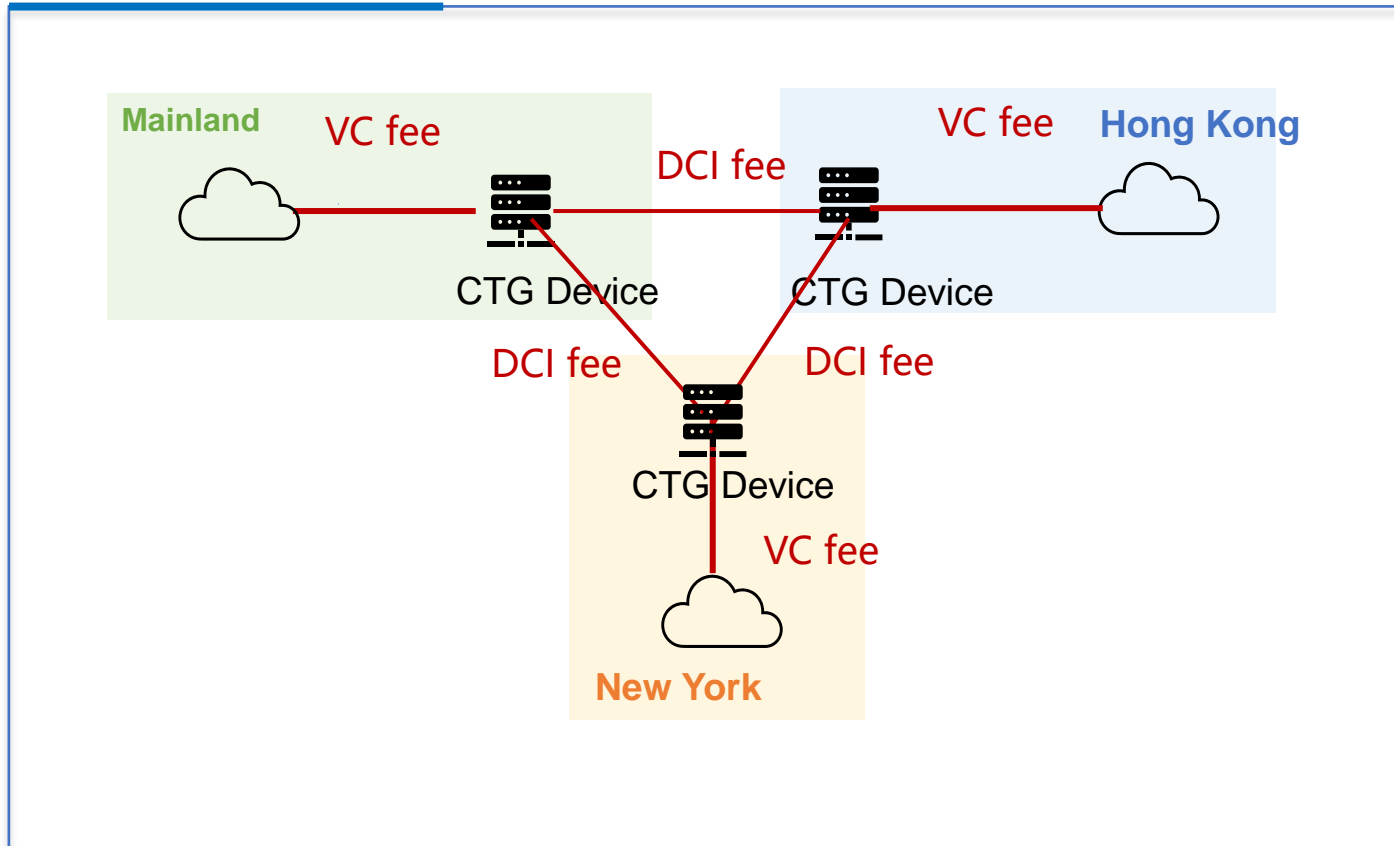 Mainland
VC fee
VC fee
Hong Kong
DCI fee
CTG Device
CTG Device
DCI fee
DCI fee
CTG Device
VC fee
New York